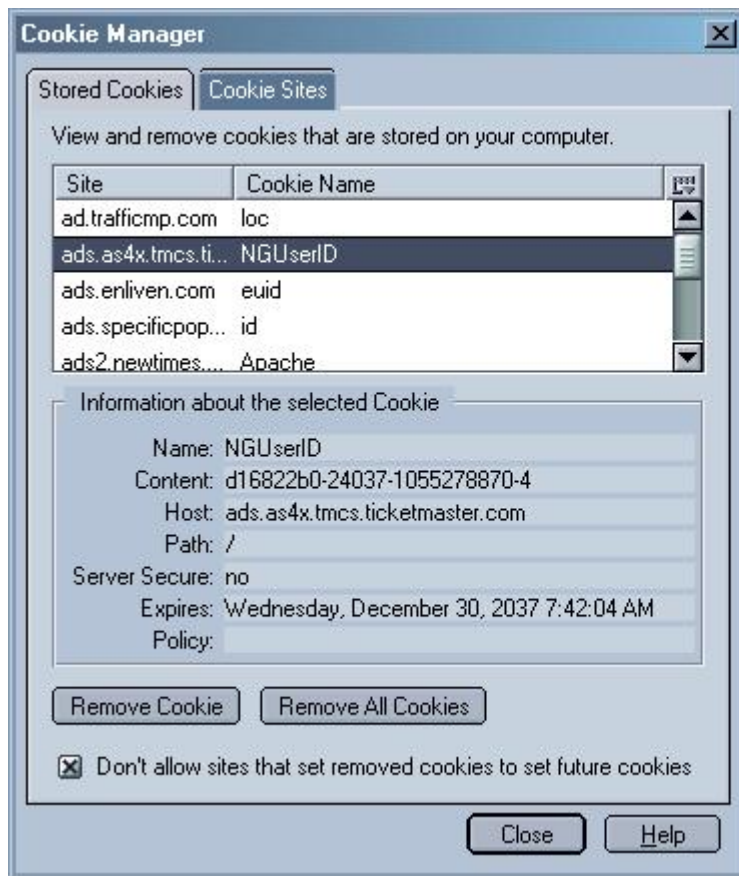 Cookie Manager
Stored Cookies Cookie Sites
View and remove cookies that are stored on your computer.
Site Cookie Name
ad.trafficmp.com loc
ads.as4x.tmcs.ti... NGUserID
ads.enliven.com euid
ads.specificpop... id
ads2.newtimes.... Apache
Information about the selected Cookie
Name: NGUserID
Content: d16822b0-24037-1055278870-4
Host: ads.as4x.tmcs.ticketmaster.com
Path: /
Server Secure: no
Expires: Wednesday, December 30, 2037 7:42:04 AM
Policy:
Remove Cookie Remove All Cookies
Don't allow sites that set removed cookies to set future cookies
Close Help